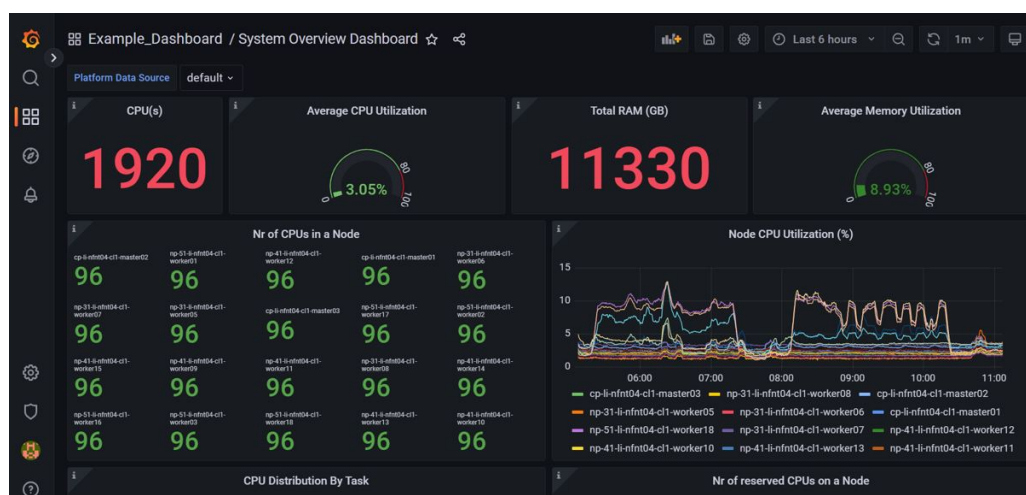 Example_Dashboard / System Overview Dashboard
Last 6 hours
1m
Platform Data Source
default
CPU(s)
Average CPU Utilization
Total RAM (GB)
Average Memory Utilization
1920
0
80
100
3.05%
11330
0
80
100
8.93%
Nr of CPUs in a Node
cp-li-nfnt04-cl1-master02
96
np-51-li-nfnt04-cl1-
worker01
96
np-41-li-nfnt04-cl1-
worker12
96
cp-li-nfnt04-cl1-master01
96
np-31-li-nfnt04-cl1-
worker06
96
np-31-li-nfnt04-cl1-
worker07
96
np-31-li-nfnt04-cl1-
worker05
96
cp-li-nfnt04-cl1-master03
96
np-51-li-nfnt04-cl1-
worker17
96
np-51-li-nfnt04-cl1-
worker02
96
np-41-li-nfnt04-cl1-
worker15
96
np-41-li-nfnt04-cl1-
worker09
96
np-41-li-nfnt04-cl1-
worker11
96
np-31-li-nfnt04-cl1-
worker08
96
np-41-li-nfnt04-cl1-
worker14
96
np-51-li-nfnt04-cl1-
worker16
96
np-51-li-nfnt04-cl1-
worker03
96
np-51-li-nfnt04-cl1-
worker18
96
np-41-li-nfnt04-cl1-
worker13
96
np-41-li-nfnt04-cl1-
worker10
96
Node CPU Utilization (%)
15
10
5
0
06:00 07:00 08:00 09:00 10:00 11:00
cp-li-nfnt04-cl1-master03 np-31-li-nfnt04-cl1-worker08 cp-li-nfnt04-cl1-master02
np-31-li-nfnt04-cl1-worker05 np-31-li-nfnt04-cl1-worker06 cp-li-nfnt04-cl1-master01
np-51-li-nfnt04-cl1-worker18 np-31-li-nfnt04-cl1-worker07 np-41-li-nfnt04-cl1-worker12
np-41-li-nfnt04-cl1-worker10 np-41-li-nfnt04-cl1-worker13 np-41-li-nfnt04-cl1-worker11
CPU Distribution By Task
Nr of reserved CPUs on a Node